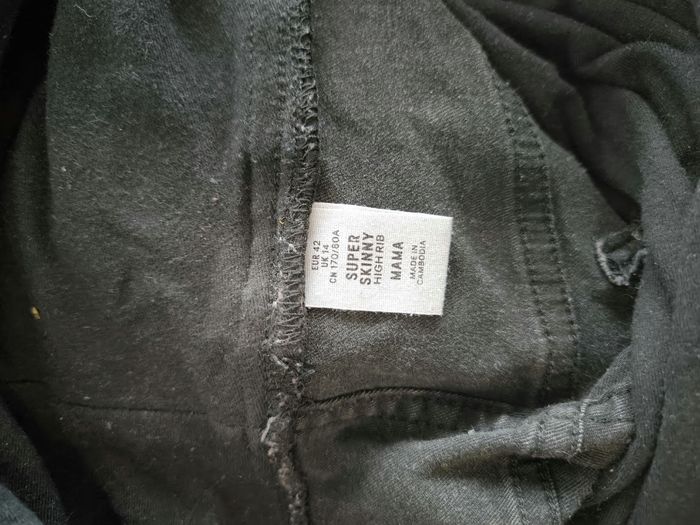 EUR 42
UK 14
CN 170/80A
SUPER
SKINNY
HIGH RIB
MAMA
MADE IN
CAMBODIA